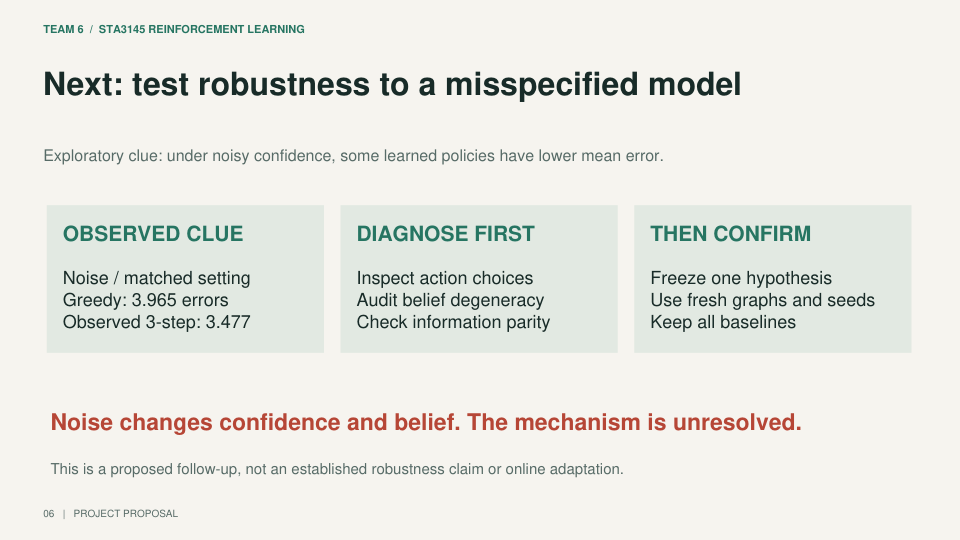 TEAM 6 / STA3145 REINFORCEMENT LEARNING
Next: test robustness to a misspecified model
Exploratory clue: under noisy confidence, some learned policies have lower mean error.
OBSERVED CLUE
Noise / matched setting
Greedy: 3.965 errors
Observed 3-step: 3.477
DIAGNOSE FIRST
Inspect action choices
Audit belief degeneracy
Check information parity
THEN CONFIRM
Freeze one hypothesis
Use fresh graphs and seeds
Keep all baselines
Noise changes confidence and belief. The mechanism is unresolved.
This is a proposed follow-up, not an established robustness claim or online adaptation.
06 | PROJECT PROPOSAL